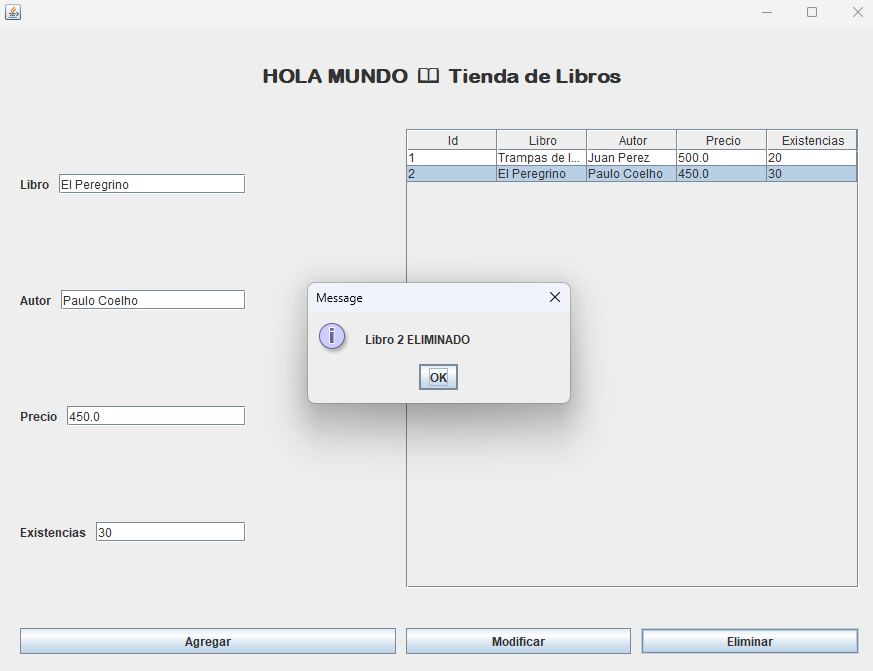 HOLA MUNDO 📖 Tienda de Libros
Libro El Peregrino
Autor Paulo Coelho
Precio 450.0
Existencias 30
Id Libro Autor Precio Existencias
1 Trampas de l... Juan Perez 500.0 20
2 El Peregrino Paulo Coelho 450.0 30
Message
i
Libro 2 ELIMINADO
OK
Agregar Modificar Eliminar